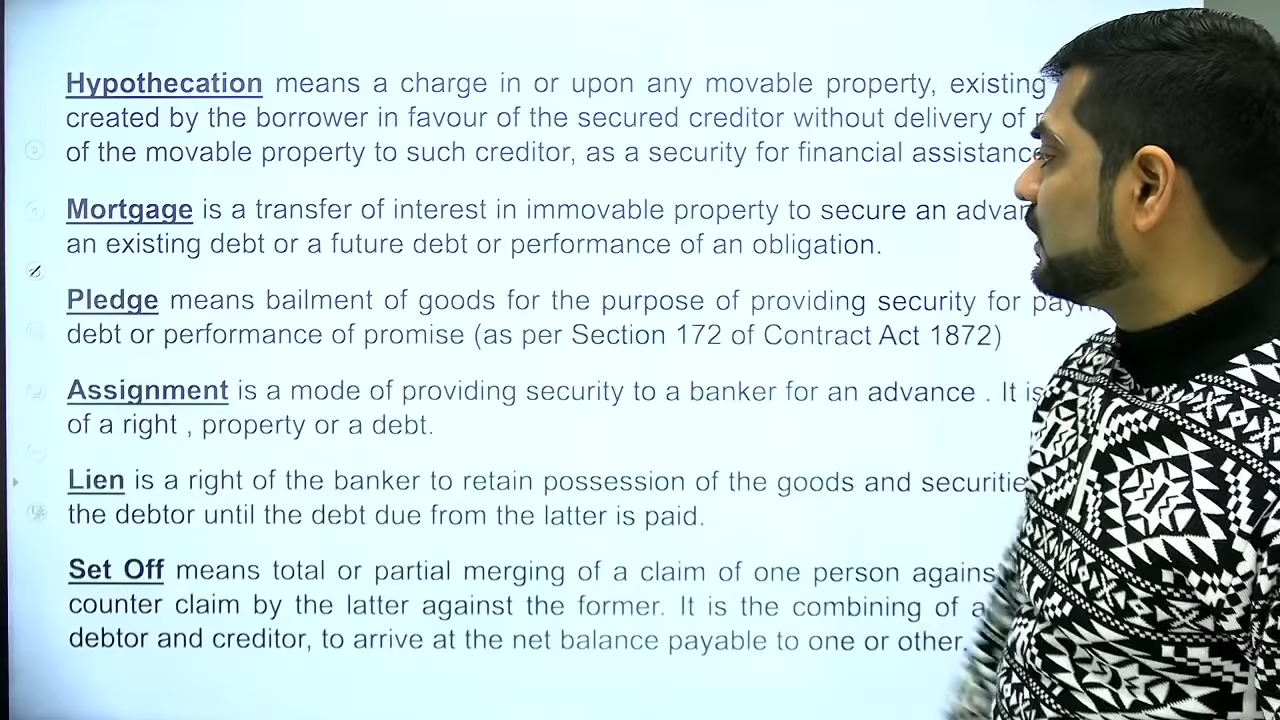 Hypothecation means a charge in or upon any movable property, existing
created by the borrower in favour of the secured creditor without delivery of
of the movable property to such creditor, as a security for financial assistance
Mortgage is a transfer of interest in immovable property to secure an
an existing debt or a future debt or performance of an obligation.
Pledge means bailment of goods for the purpose of providing security for
debt or performance of promise (as per Section 172 of Contract Act 1872)
Assignment is a mode of providing security to a banker for an advance . It is
of a right , property or a debt.
Lien is a right of the banker to retain possession of the goods and
the debtor until the debt due from the latter is paid.
Set Off means total or partial merging of a claim of one person
counter claim by the latter against the former. It is the combining of
debtor and creditor, to arrive at the net balance payable to one or other.